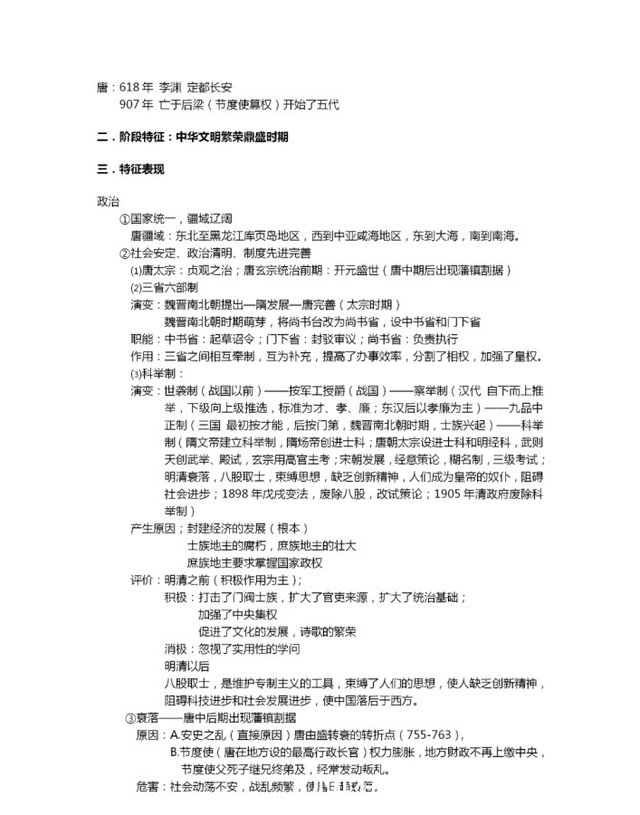 唐：618年 李渊 定都长安
907年 亡于后梁（节度使篡权）开始了五代
二．阶段特征：中华文明繁荣鼎盛时期
三．特征表现
政治
①国家统一，疆域辽阔
唐疆域：东北至黑龙江库页岛地区，西到中亚咸海地区，东到大海，南到南海。
②社会安定、政治清明、制度先进完善
⑴唐太宗：贞观之治；唐玄宗统治前期：开元盛世（唐中期后出现藩镇割据）
⑵三省六部制
演变：魏晋南北朝提出—隋发展—唐完善（太宗时期）
魏晋南北朝时期萌芽，将尚书台改为尚书省，设中书省和门下省
职能：中书省：起草诏令；门下省：封驳审议；尚书省：负责执行
作用：三省之间相互牵制，互为补充，提高了办事效率，分割了相权，加强了皇权。
⑶科举制：
演变：世袭制（战国以前）——按军工授爵（战国）——察举制（汉代 自下而上推
举，下级向上级推选，标准为才、孝、廉；东汉后以孝廉为主）——九品中
正制（三国 最初按才能，后按门第，魏晋南北朝时期，士族兴起）——科举
制（隋文帝建立科举制，隋炀帝创进士科；唐朝太宗设进士科和明经科，武则
天创武举、殿试，玄宗用高官主考；宋朝发展，经意策论，糊名制，三级考试；
明清衰落，八股取士，束缚思想，缺乏创新精神，人们成为皇帝的奴仆，阻碍
社会进步；1898年戊戌变法，废除八股，改试策论；1905年清政府废除科
举制）
产生原因；封建经济的发展（根本）
士族地主的腐朽，庶族地主的壮大
庶族地主要求掌握国家政权
评价：明清之前（积极作用为主）；
积极：打击了门阀士族，扩大了官吏来源，扩大了统治基础；
加强了中央集权
促进了文化的发展，诗歌的繁荣
消极：忽视了实用性的学问
明清以后
八股取士，是维护专制主义的工具，束缚了人们的思想，使人缺乏创新精神，
阻碍科技进步和社会发展进步，使中国落后于西方。
③衰落——唐中后期出现藩镇割据
原因：A.安史之乱（直接原因）唐由盛转衰的转折点（755-763），
B.节度使（唐在地方设的最高行政长官）权力膨胀，地方财政不再上缴中央，
节度使父死子继兄终弟及，经常发动叛乱。
危害：社会动荡不安，战乱频繁，使